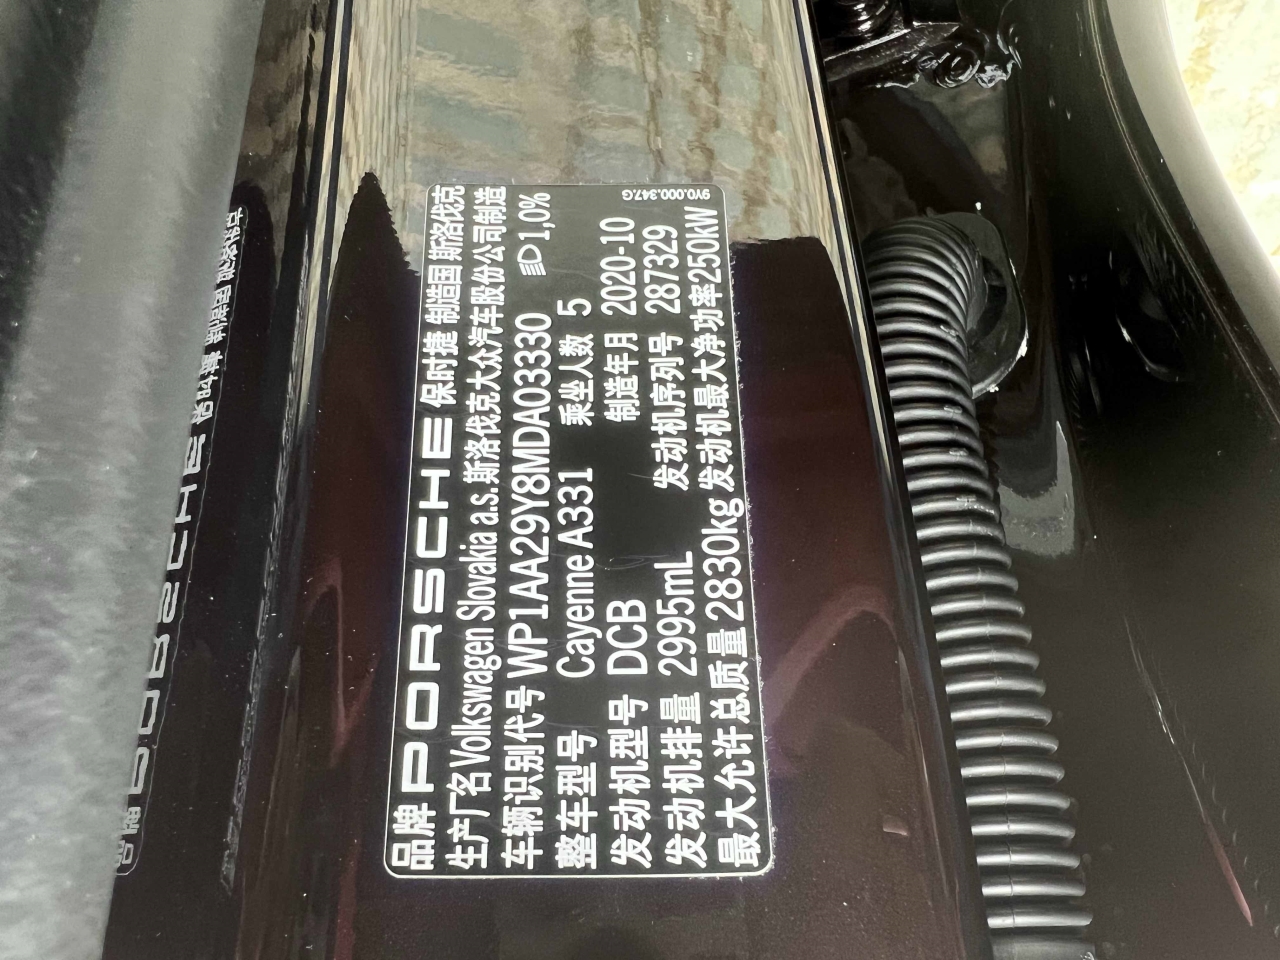 品牌 PORSCHE 保时捷 制造国 斯洛伐克
生产厂名 Volkswagen Slovakia a.s.斯洛伐克大众汽车股份公司制造
车辆识别代号 WP1AA29Y8MDA03330 1,0%
整车型号 Cayenne A331 乘坐人数 5
发动机型号 DCB 制造年月 2020-10
发动机排量 2995mL 发动机序列号 287329
最大允许总质量 2830kg 发动机最大净功率 250kW
9Y0.000.347.G